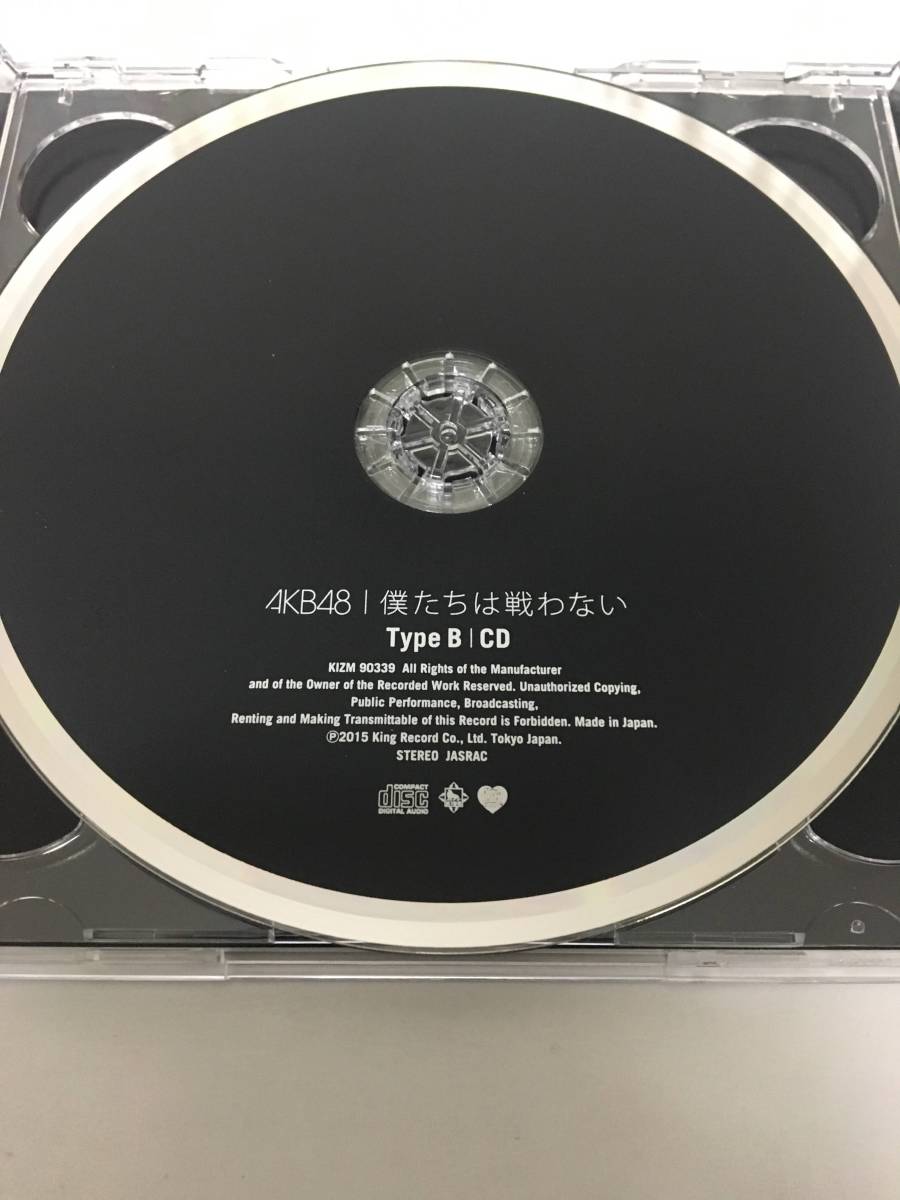 AKB48 | 僕たちは戦わない
Type B | CD
KIZM 90339 All Rights of the Manufacturer
and of the Owner of the Recorded Work Reserved. Unauthorized Copying,
Public Performance, Broadcasting,
Renting and Making Transmittable of this Record is Forbidden. Made in Japan.
Ⓟ2015 King Record Co., Ltd. Tokyo Japan.
STEREO JASRAC
COMPACT
disc
DIGITAL AUDIO